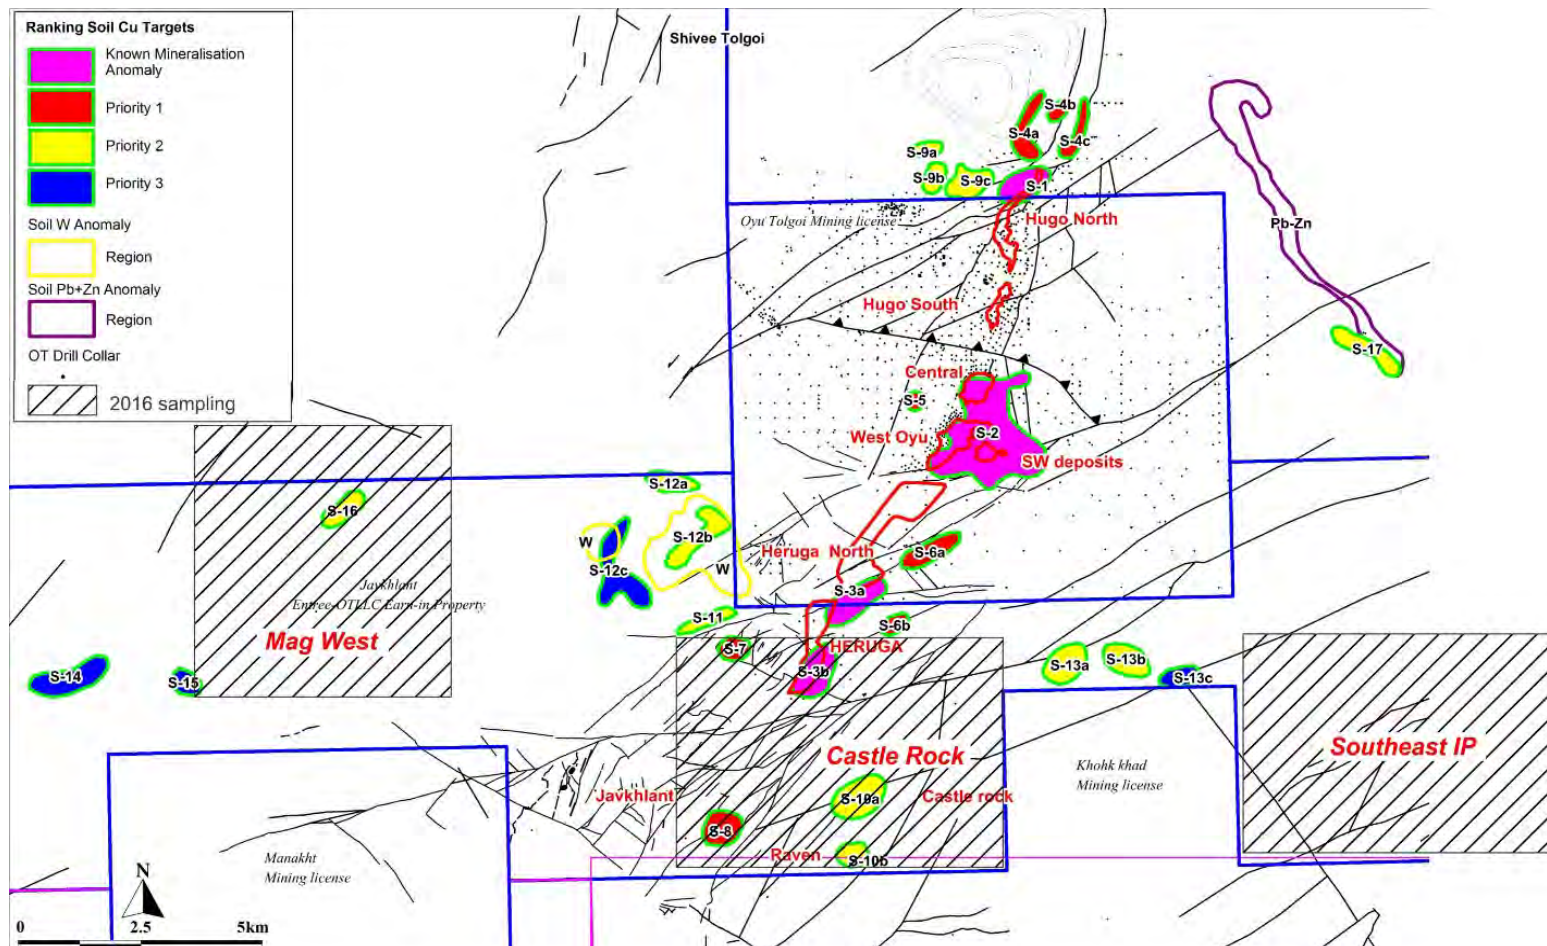 Ranking Soil Cu Targets
Known Mineralisation
Anomaly
Priority 1
Priority 2
Priority 3
Soil W Anomaly
Region
Soil Pb+Zn Anomaly
Region
OT Drill Collar
2016 sampling
Shivee Tolgoi
S-4b
S-4a
S-4c
S-9a
S-9b
S-9c
S-1
Oyu Tolgoi Mining license
Hugo North
Pb-Zn
Hugo South
S-17
Central
S-5
West Oyu
S-2
SW deposits
S-12a
S-16
W
S-12b
S-12c
W
Heruga North
S-6a
Javkhlant
Entree-OTLLC Earn-in Property
S-3a
S-11
S-6b
Mag West
S-7
HERUGA
S-14
S-15
S-3b
S-13a
S-13b
S-13c
Castle Rock
Southeast IP
Khohk khad
Mining license
Javkhlant
S-10a
Castle rock
S-8
Raven
S-10b
Manakht
Mining license
N
0
2.5
5km